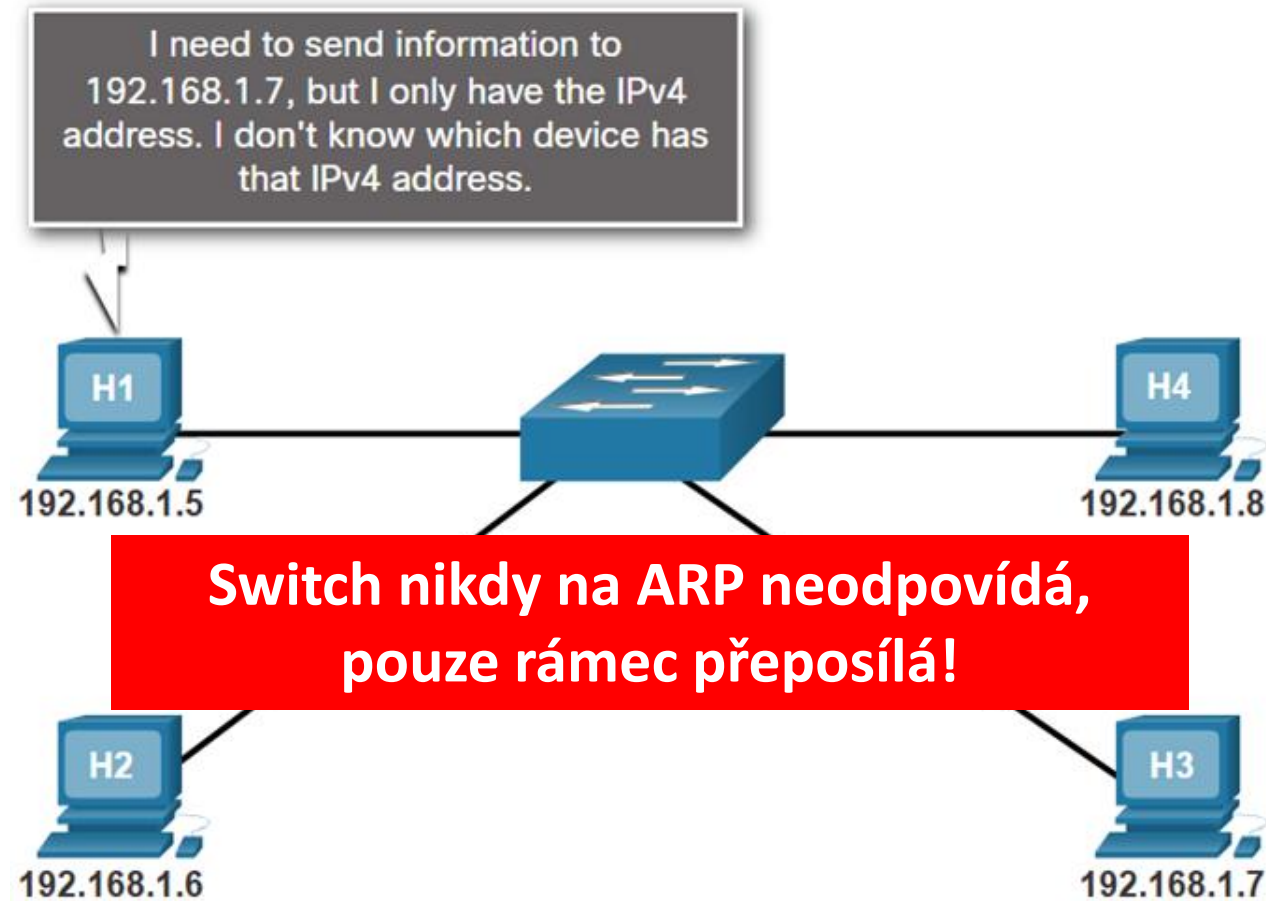 I need to send information to
192.168.1.7, but I only have the IPv4
address. I don't know which device has
that IPv4 address.
H1
H4
192.168.1.5
192.168.1.8
Switch nikdy na ARP neodpovídá,
pouze rámec přeposílá!
H2
H3
192.168.1.6
192.168.1.7